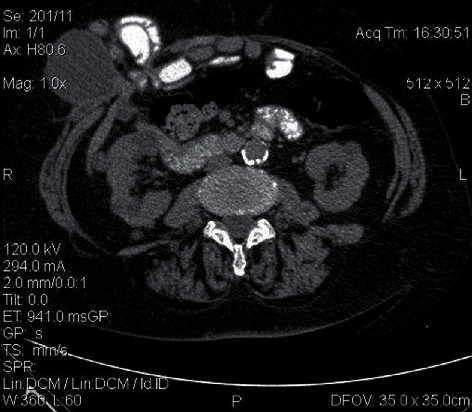 Se: 201/11
Im: 1/1
Ax: H80.6
Mag: 1.0x
Acq Tm: 16:30:51
512 x 512
B
R
L
120.0 kV
294.0 mA
2.0 mm/0.0:1
Tilt: 0.0
ET: 941.0 msGP:
GP: s
TS: mm/s
SPR:
Lin:DCM / Lin:DCM / Id:ID
W:360 L:60
P
DFOV: 35.0 x 35.0cm